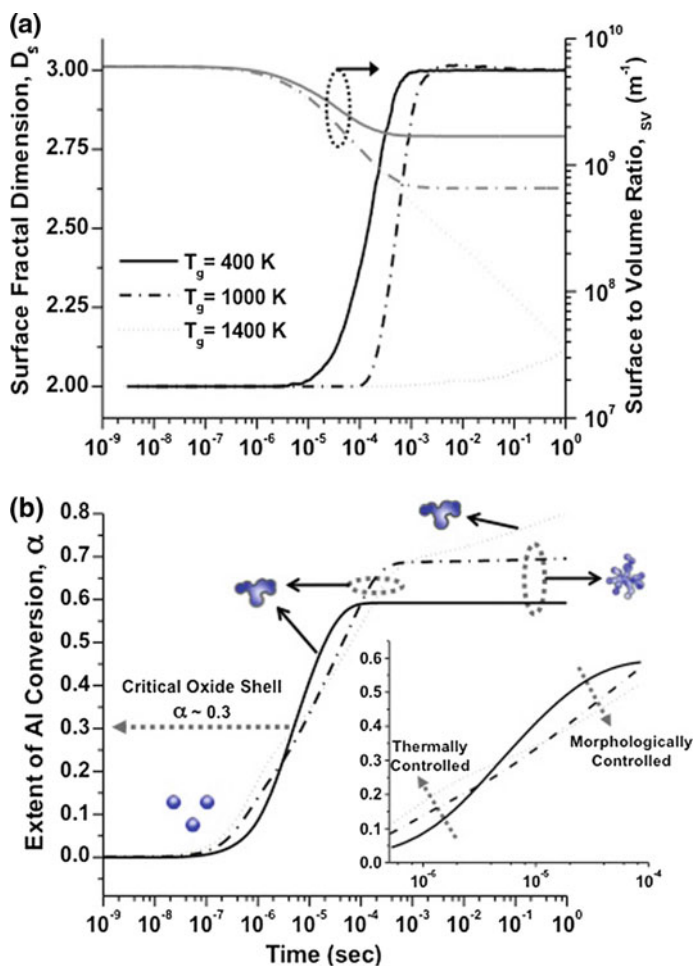 (a)
Surface Fractal Dimension, D_s
3.00
2.75
2.50
2.25
2.00
T_g = 400 K
T_g = 1000 K
T_g = 1400 K
10^10
10^9
10^8
10^7
Surface to Volume Ratio, _sv (m^-1)
10^-9 10^-8 10^-7 10^-6 10^-5 10^-4 10^-3 10^-2 10^-1 10^0
(b)
Extent of Al Conversion, α
0.8
0.7
0.6
0.5
0.4
0.3
0.2
0.1
0.0
Critical Oxide Shell
α ~ 0.3
0.6
0.5
0.4
0.3
0.2
0.1
0.0
Thermally
Controlled
Morphologically
Controlled
10^-6 10^-5 10^-4
10^-9 10^-8 10^-7 10^-6 10^-5 10^-4 10^-3 10^-2 10^-1 10^0
Time (sec)